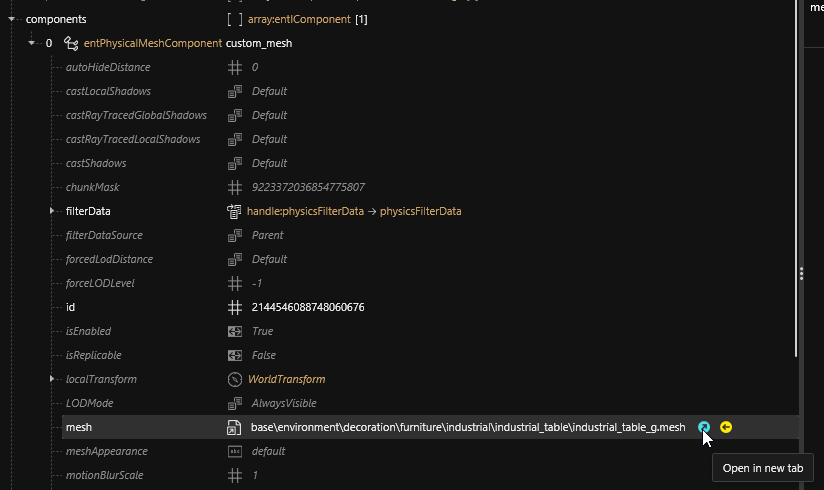 me
components [ ] array:entIComponent [1]
0 entPhysicalMeshComponent custom_mesh
autoHideDistance 0
castLocalShadows Default
castRayTracedGlobalShadows Default
castRayTracedLocalShadows Default
castShadows Default
chunkMask 9223372036854775807
filterData handle:physicsFilterData → physicsFilterData
filterDataSource Parent
forcedLodDistance Default
forceLODLevel -1
id 2144546088748060676
isEnabled True
isReplicable False
localTransform WorldTransform
LODMode AlwaysVisible
mesh base\environment\decoration\furniture\industrial\industrial_table\industrial_table_g.mesh
meshAppearance abc default
Open in new tab
motionBlurScale 1